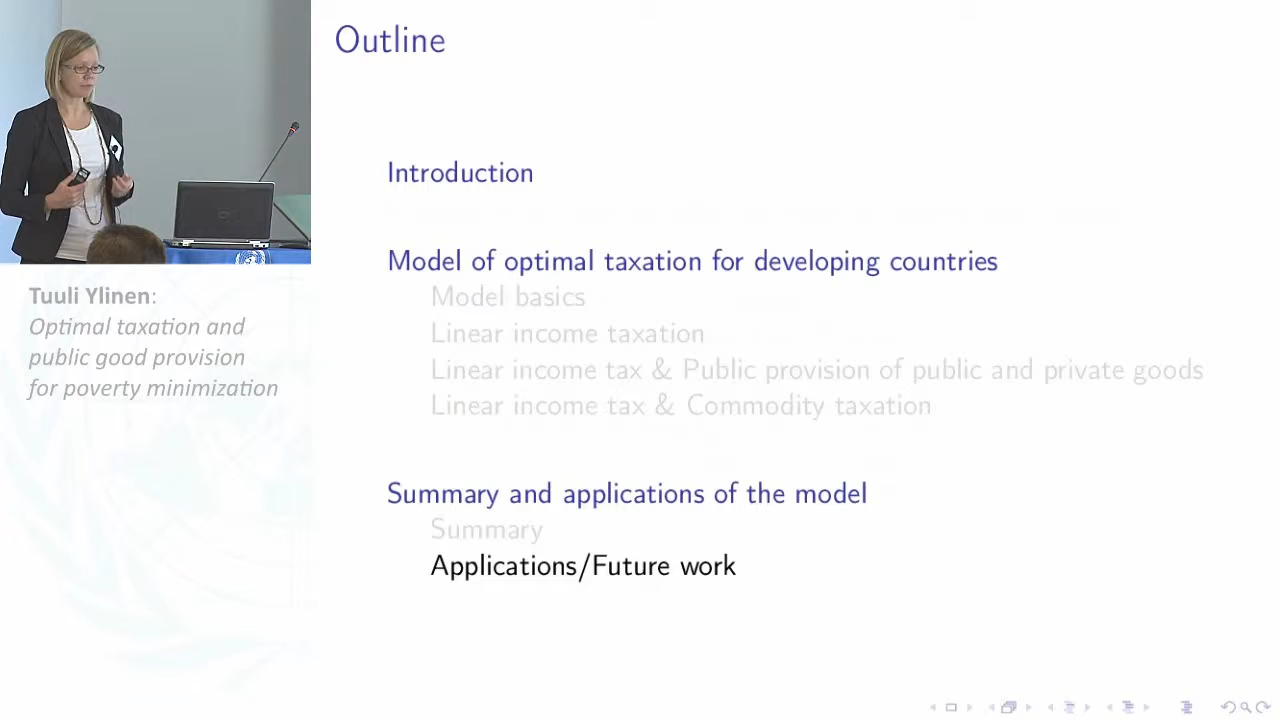 Outline
Introduction
Model of optimal taxation for developing countries
Model basics
Linear income taxation
Linear income tax & Public provision of public and private goods
Linear income tax & Commodity taxation
Summary and applications of the model
Summary
Applications/Future work
Tuuli Ylinen:
Optimal taxation and
public good provision
for poverty minimization